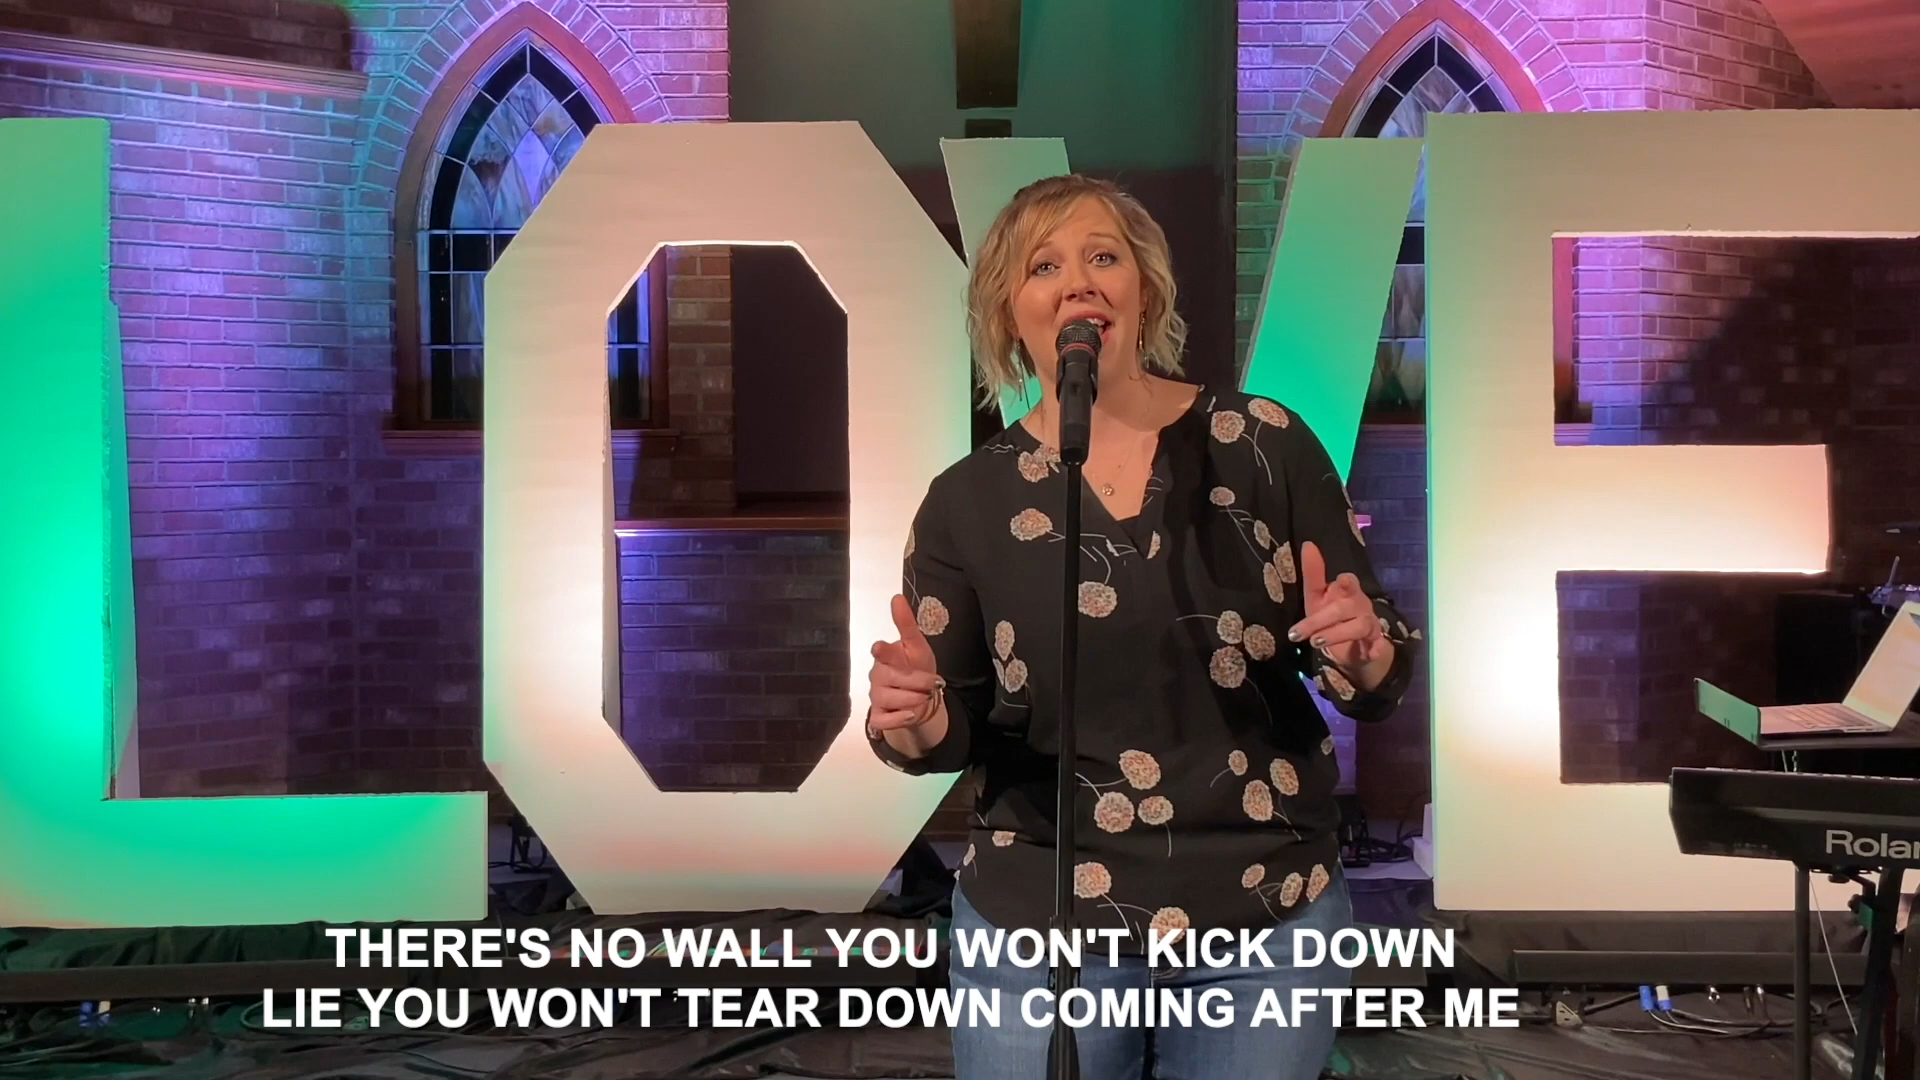 LOVE
Rolan
THERE'S NO WALL YOU WON'T KICK DOWN
LIE YOU WON'T TEAR DOWN COMING AFTER ME